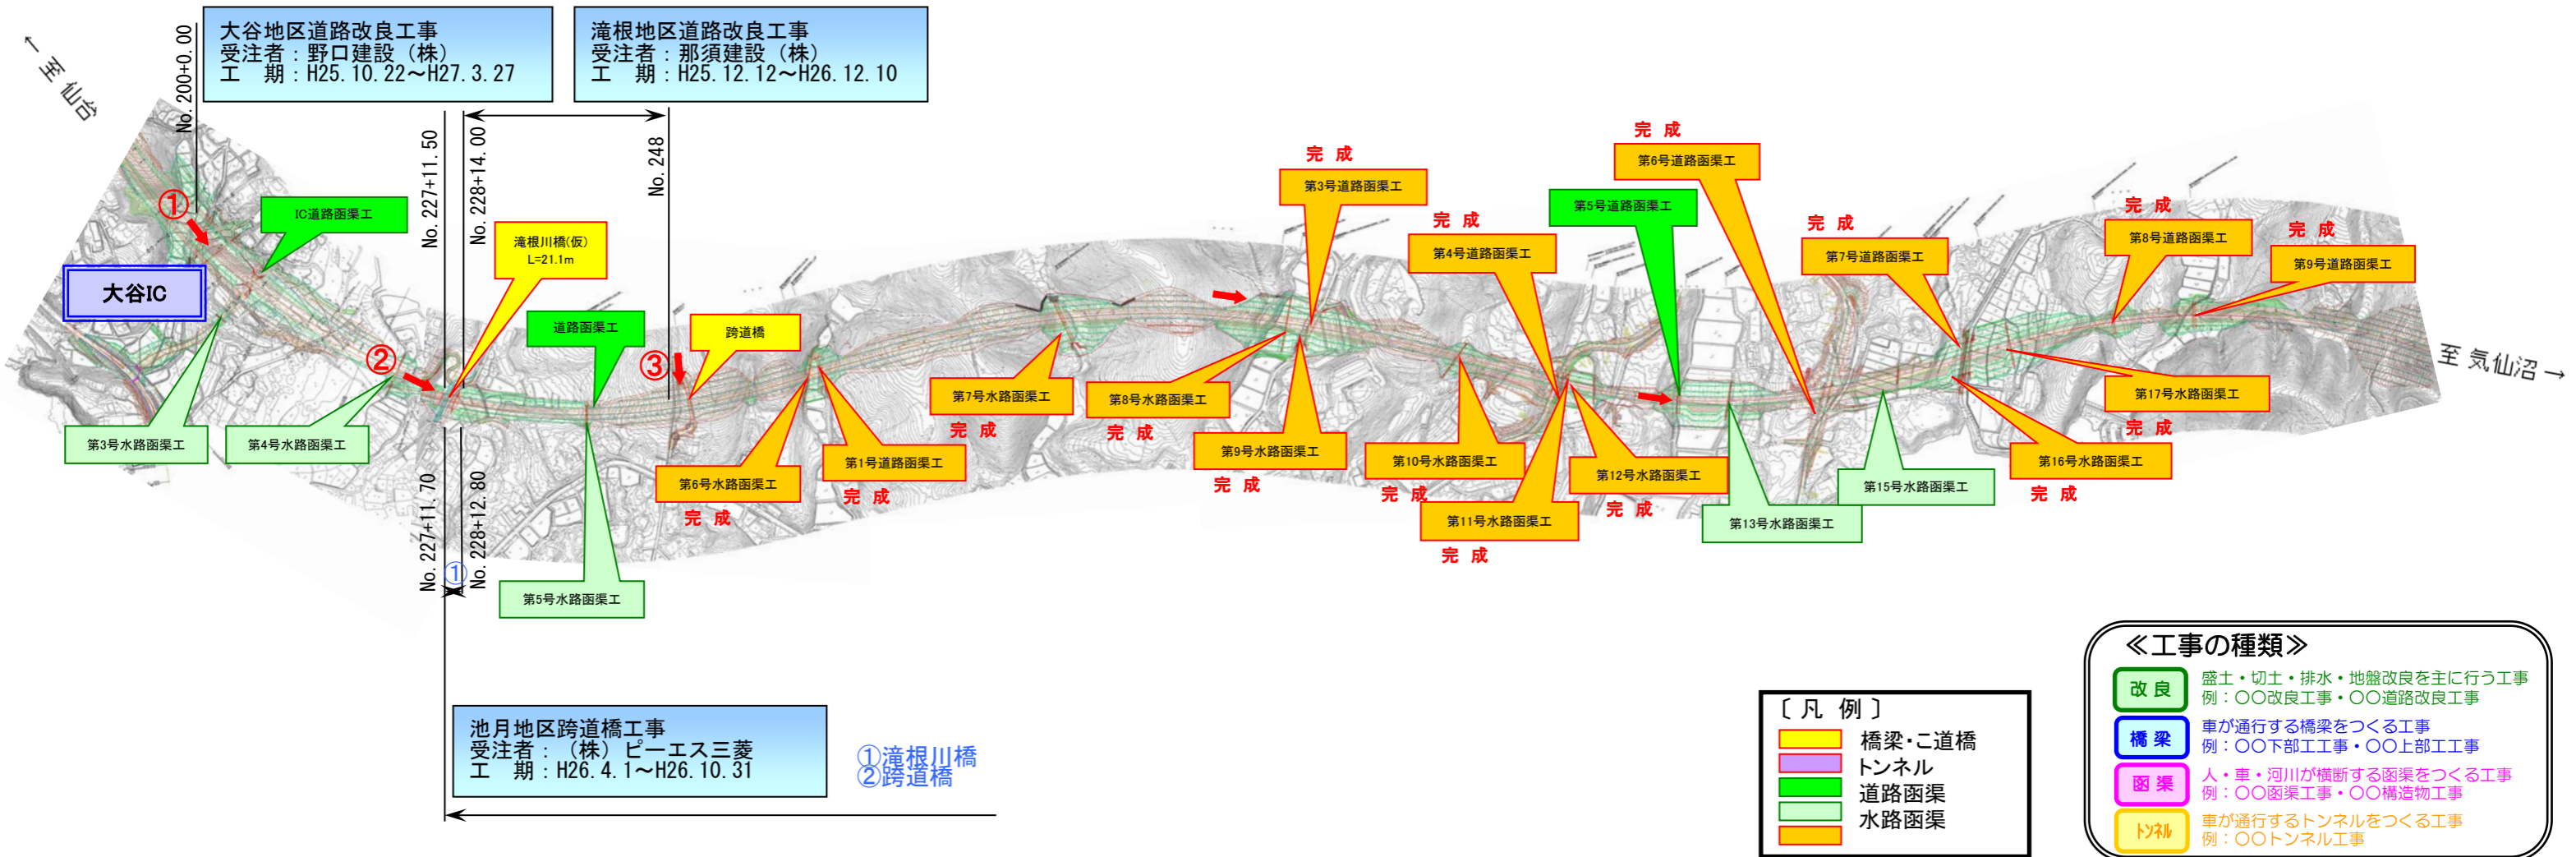 ← 至 仙台
No. 200+0.00
大谷地区道路改良工事
受注者：野口建設（株）
工　期：H25.10.22～H27.3.27
滝根地区道路改良工事
受注者：那須建設（株）
工　期：H25.12.12～H26.12.10
No. 227+11.50
No. 228+14.00
No. 248
①
IC道路函渠工
大谷IC
滝根川橋(仮)
L=21.1m
道路函渠工
②
③
跨道橋
第3号水路函渠工
第4号水路函渠工
No. 227+11.70
No. 228+12.80
①
第5号水路函渠工
第6号水路函渠工
完 成
第1号道路函渠工
完 成
第7号水路函渠工
完 成
第8号水路函渠工
完 成
完 成
第3号道路函渠工
第9号水路函渠工
完 成
完 成
第4号道路函渠工
第10号水路函渠工
完 成
第11号水路函渠工
完 成
第12号水路函渠工
完 成
第5号道路函渠工
完 成
第6号道路函渠工
第13号水路函渠工
完 成
第7号道路函渠工
第15号水路函渠工
第16号水路函渠工
完 成
第17号水路函渠工
完 成
完 成
第8号道路函渠工
完 成
第9号道路函渠工
至 気仙沼 →
池月地区跨道橋工事
受注者：（株）ピーエス三菱
工　期：H26.4.1～H26.10.31
①滝根川橋
②跨道橋
〔 凡 例 〕
橋梁・こ道橋
トンネル
道路函渠
水路函渠
≪工事の種類≫
改 良
盛土・切土・排水・地盤改良を主に行う工事
例：〇〇改良工事・〇〇道路改良工事
橋 梁
車が通行する橋梁をつくる工事
例：〇〇下部工工事・〇〇上部工工事
函 渠
人・車・河川が横断する函渠をつくる工事
例：〇〇函渠工事・〇〇構造物工事
トンネル
車が通行するトンネルをつくる工事
例：〇〇トンネル工事